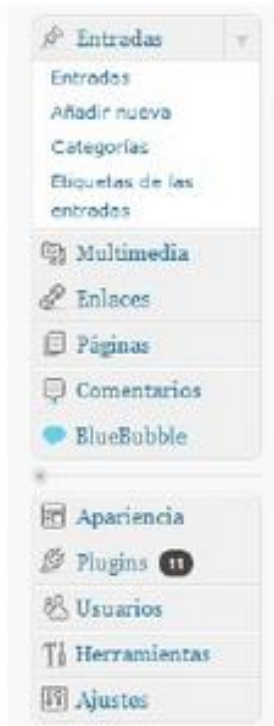 Entradas
Entradas
Añadir nueva
Categorías
Etiquetas de las
entradas
Multimedia
Enlaces
Páginas
Comentarios
BlueBubble
Apariencia
Plugins 11
Usuarios
Herramientas
Ajustes